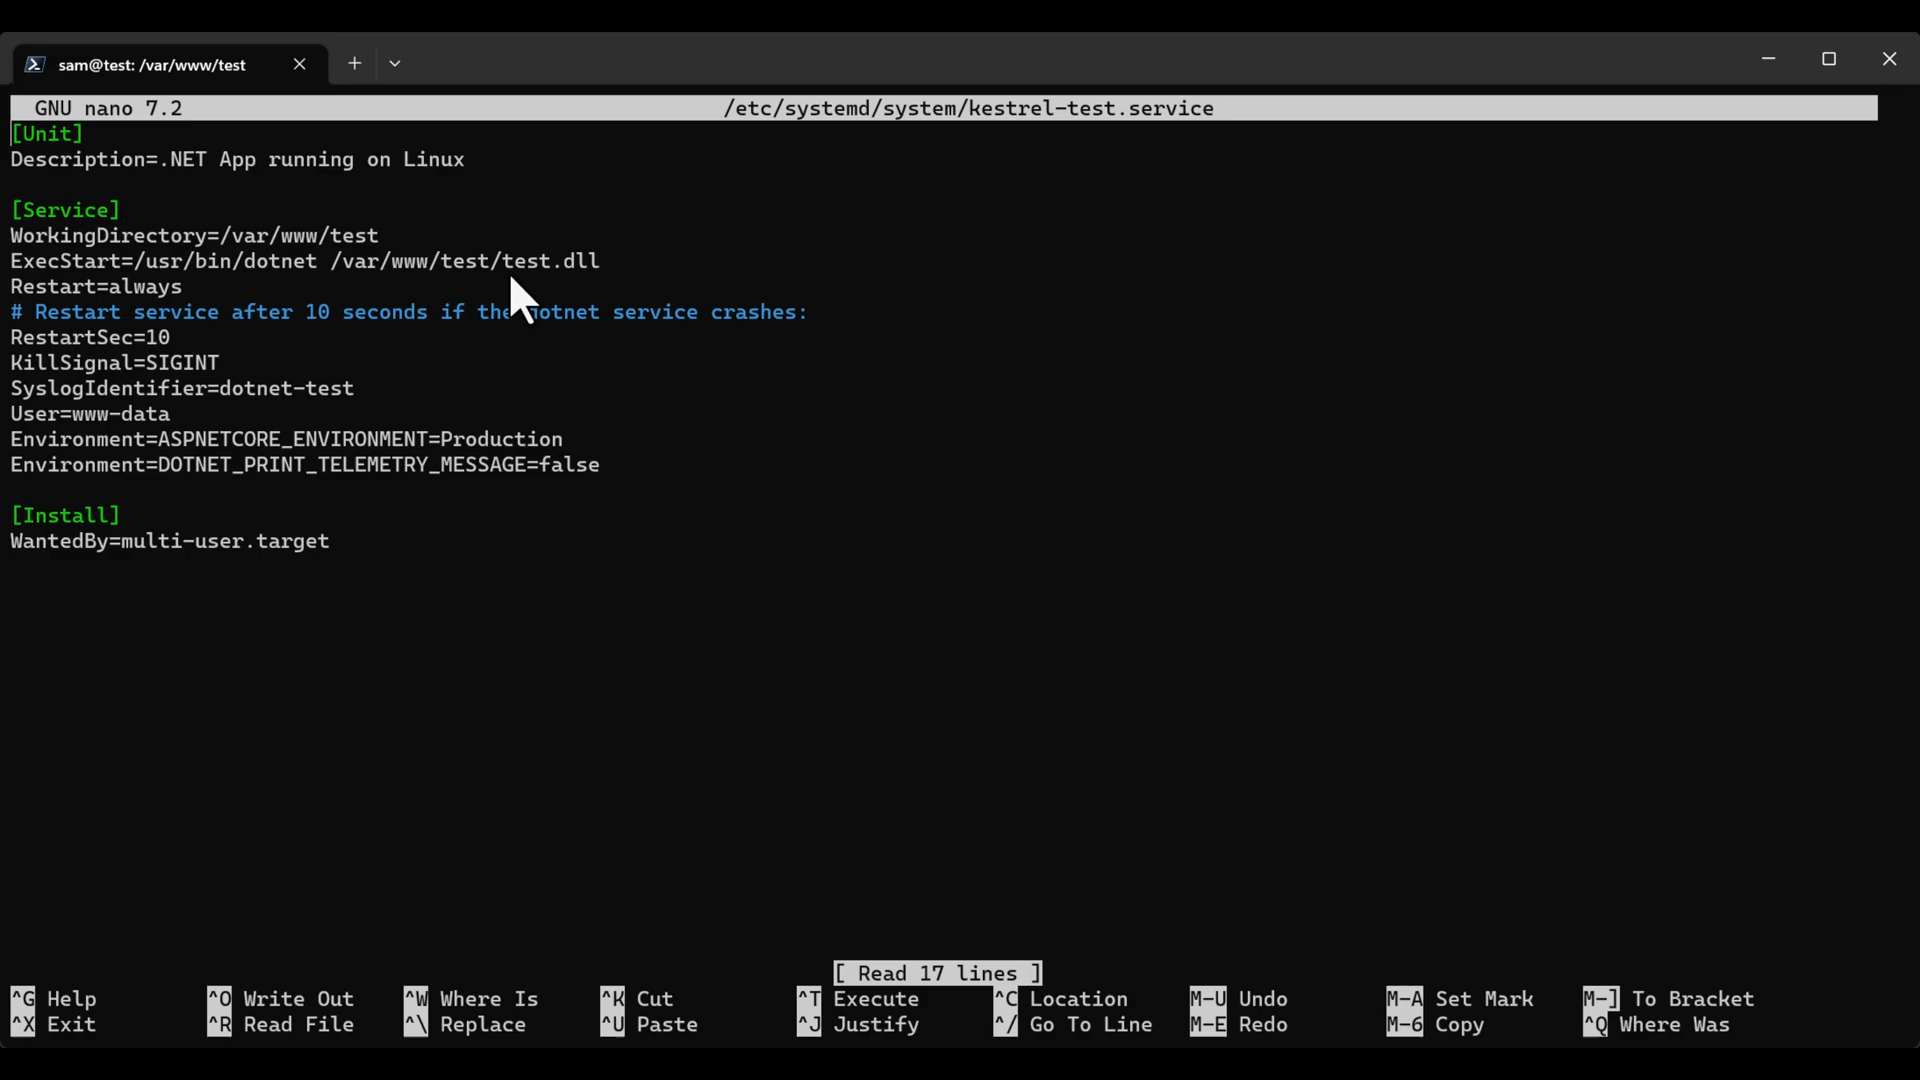 sam@test: /var/www/test
GNU nano 7.2 /etc/systemd/system/kestrel-test.service
[Unit]
Description=.NET App running on Linux
[Service]
WorkingDirectory=/var/www/test
ExecStart=/usr/bin/dotnet /var/www/test/test.dll
Restart=always
# Restart service after 10 seconds if the dotnet service crashes:
RestartSec=10
KillSignal=SIGINT
SyslogIdentifier=dotnet-test
User=www-data
Environment=ASPNETCORE_ENVIRONMENT=Production
Environment=DOTNET_PRINT_TELEMETRY_MESSAGE=false
[Install]
WantedBy=multi-user.target
[ Read 17 lines ]
^G Help ^O Write Out ^W Where Is ^K Cut ^T Execute ^C Location M-U Undo M-A Set Mark M-] To Bracket
^X Exit ^R Read File ^\ Replace ^U Paste ^J Justify ^/ Go To Line M-E Redo M-6 Copy ^Q Where Was